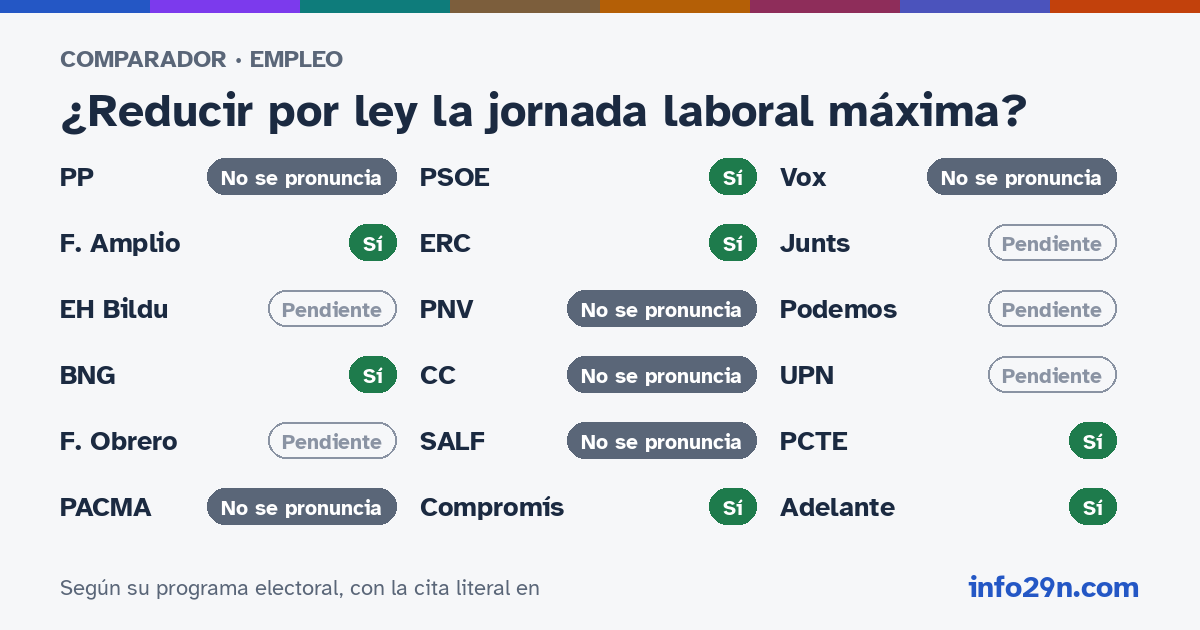 COMPARADOR · EMPLEO
¿Reducir por ley la jornada laboral máxima?
PP No se pronuncia PSOE Sí Vox No se pronuncia
F. Amplio Sí ERC Sí Junts Pendiente
EH Bildu Pendiente PNV No se pronuncia Podemos Pendiente
BNG Sí CC No se pronuncia UPN Pendiente
F. Obrero Pendiente SALF No se pronuncia PCTE Sí
PACMA No se pronuncia Compromís Sí Adelante Sí
Según su programa electoral, con la cita literal en info29n.com